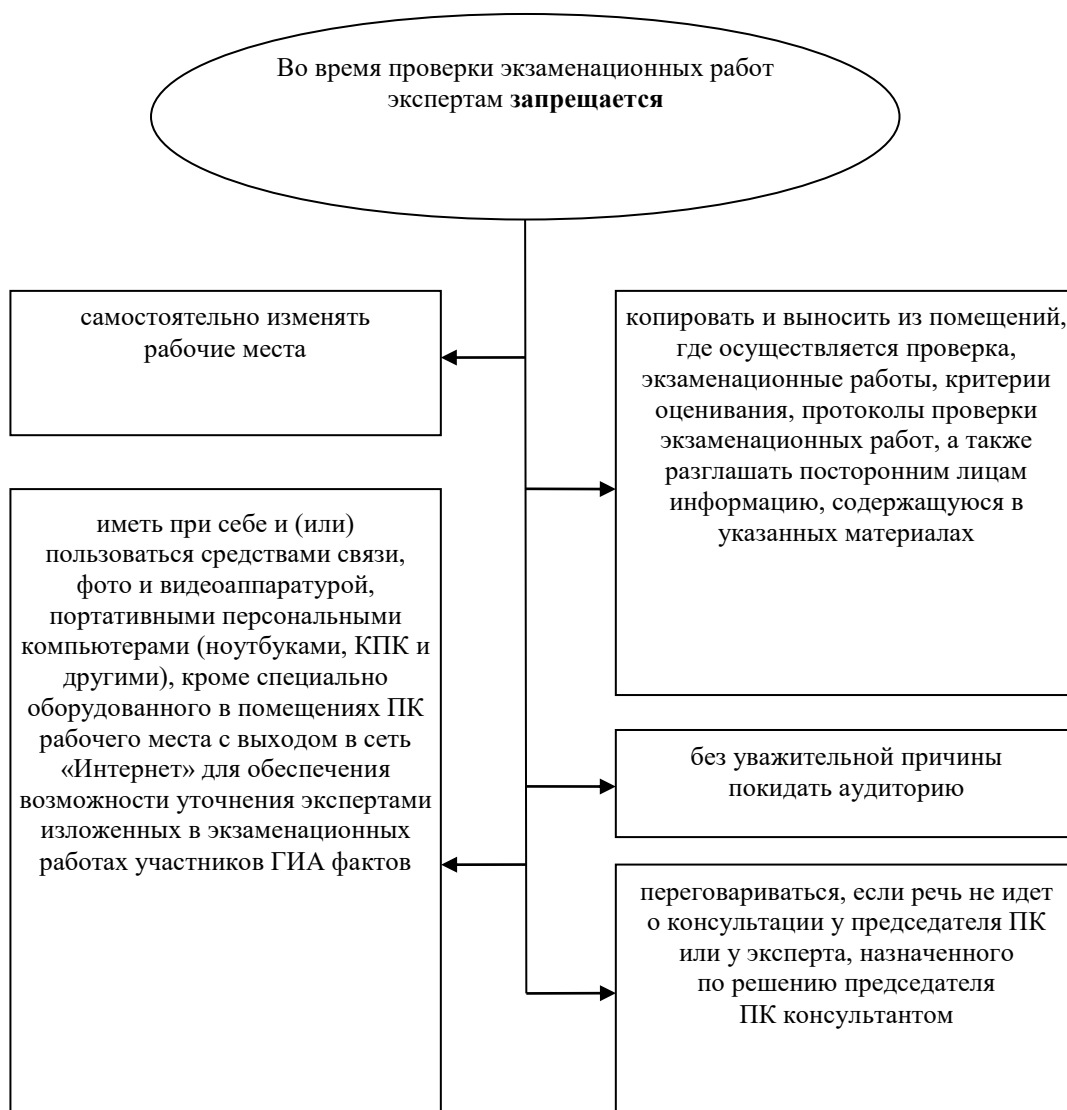 Во время проверки экзаменационных работ
экспертам запрещается
самостоятельно изменять
рабочие места
копировать и выносить из помещений,
где осуществляется проверка,
экзаменационные работы, критерии
оценивания, протоколы проверки
экзаменационных работ, а также
разглашать посторонним лицам
информацию, содержащуюся в
указанных материалах
иметь при себе и (или)
пользоваться средствами связи,
фото и видеоаппаратурой,
портативными персональными
компьютерами (ноутбуками, КПК и
другими), кроме специально
оборудованного в помещениях ПК
рабочего места с выходом в сеть
«Интернет» для обеспечения
возможности уточнения экспертами
изложенных в экзаменационных
работах участников ГИА фактов
без уважительной причины
покидать аудиторию
переговариваться, если речь не идет
о консультации у председателя ПК
или у эксперта, назначенного
по решению председателя
ПК консультантом